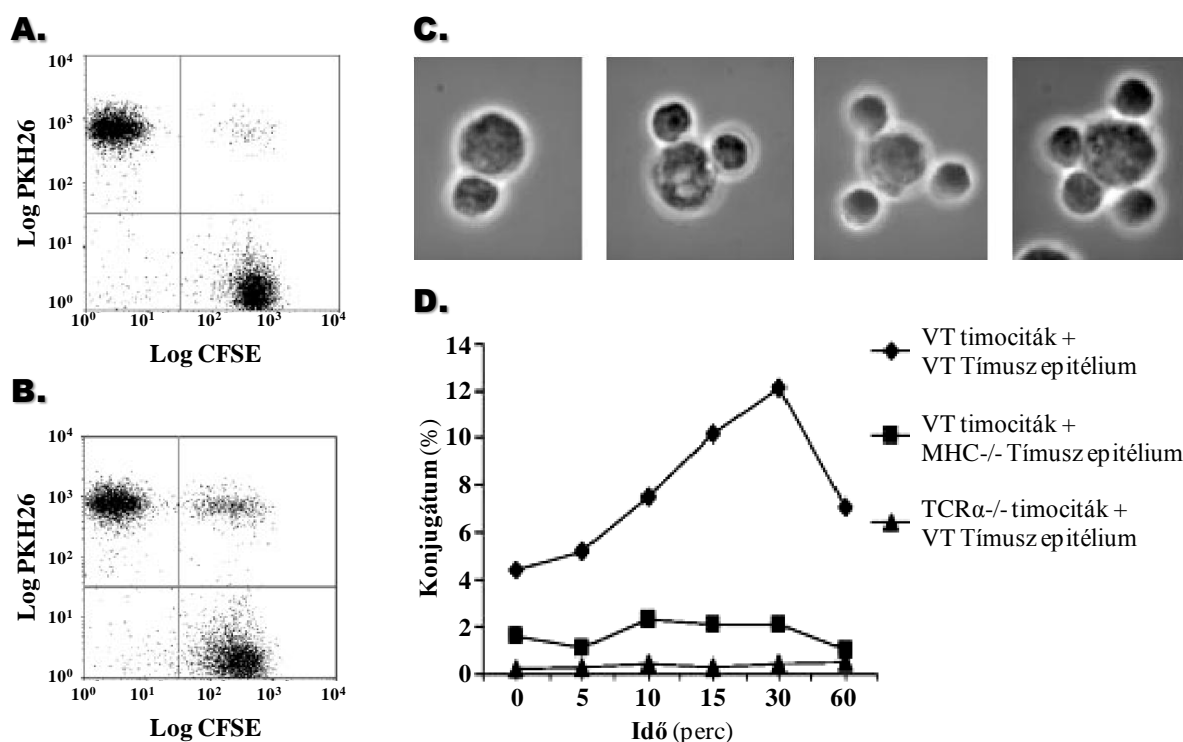 A.
10⁴
10³
10²
10¹
10⁰
Log PKH26
10⁰ 10¹ 10² 10³ 10⁴
Log CFSE
B.
10⁴
10³
10²
10¹
10⁰
Log PKH26
10⁰ 10¹ 10² 10³ 10⁴
Log CFSE
C.
D.
14
12
10
8
6
4
2
0
Konjugátum (%)
0 5 10 15 30 60
Idő (perc)
VT timociták +
VT Tímusz epitélium
VT timociták +
MHC-/- Tímusz epitélium
TCRα-/- timociták +
VT Tímusz epitélium